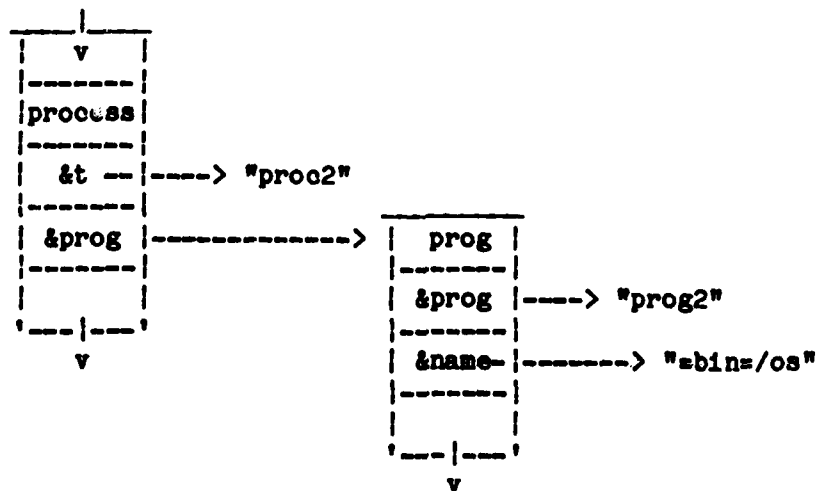 v
process
&t --> "proc2"
&prog --> prog
&prog --> "prog2"
&name --> "=bin=/os"
v
v